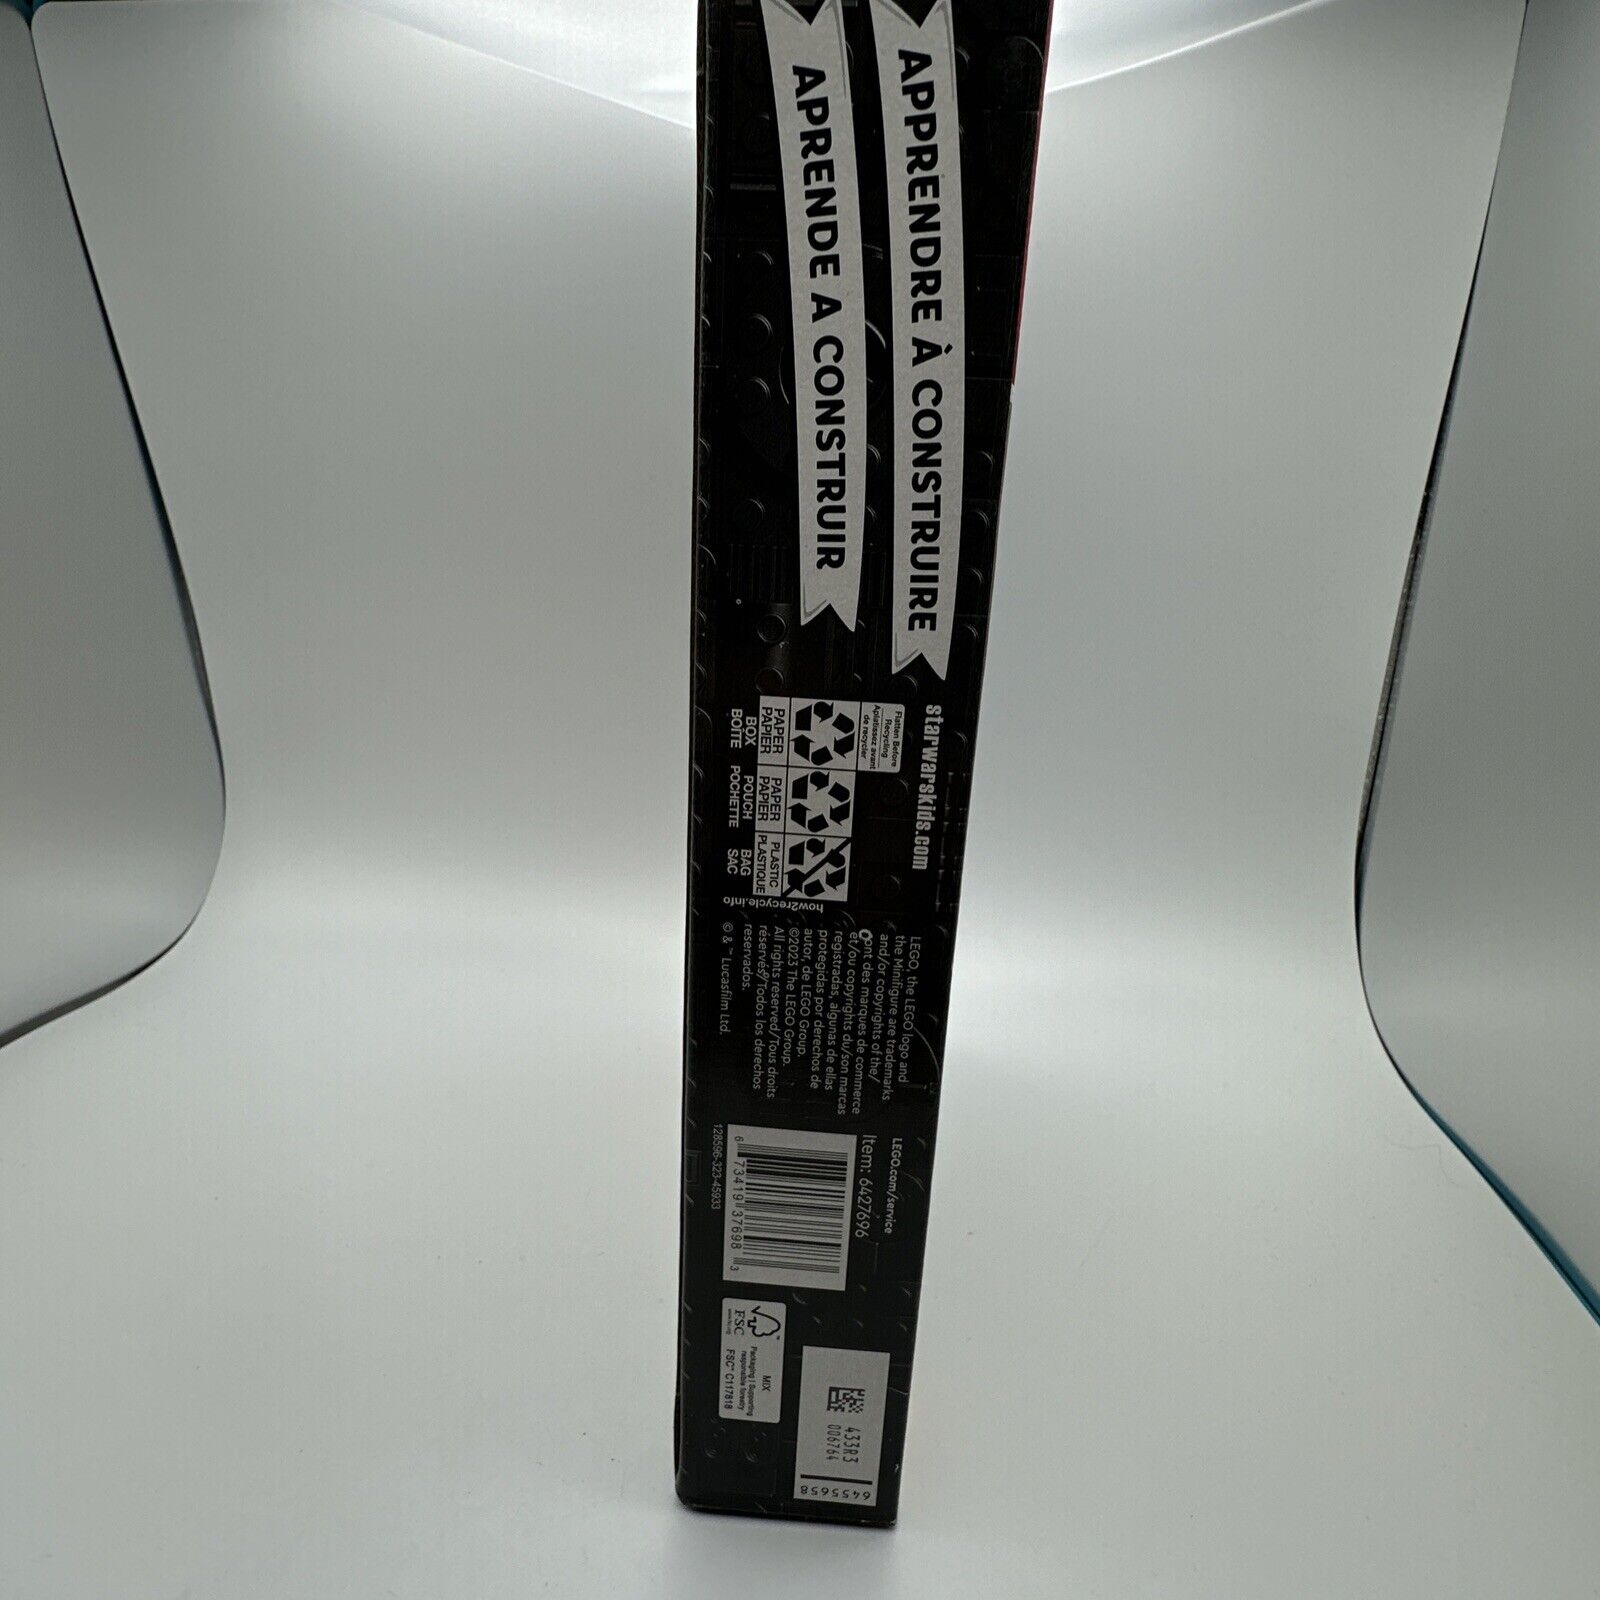 APPRENDRE À CONSTRUIRE
APRENDE A CONSTRUIR
starwarskids.com
Flatten Before
Recycling
Aplatissez avant
de recycler
PAPER
PAPIER
BOX
BOÎTE
PAPER
PAPIER
POUCH
POCHETTE
PLASTIC
PLASTIQUE
BAG
SAC
how2recycle.info
LEGO, the LEGO logo and
the Minifigure are trademarks
and/or copyrights of the/
sont des marques de commerce
et/ou copyrights du/son marcas
registradas, algunas de ellas
protegidas por derechos de
autor, de LEGO Group.
©2023 The LEGO Group.
All rights reserved/Tous droits
réservés/Todos los derechos
reservados.
© & ™ Lucasfilm Ltd.
LEGO.com/service
Item: 6427696
6 73419 37698 3
128596-323-45933
FSC
MIX
Packaging | Supporting
responsible forestry
FSC™ C117818
433R3
006764
6455658